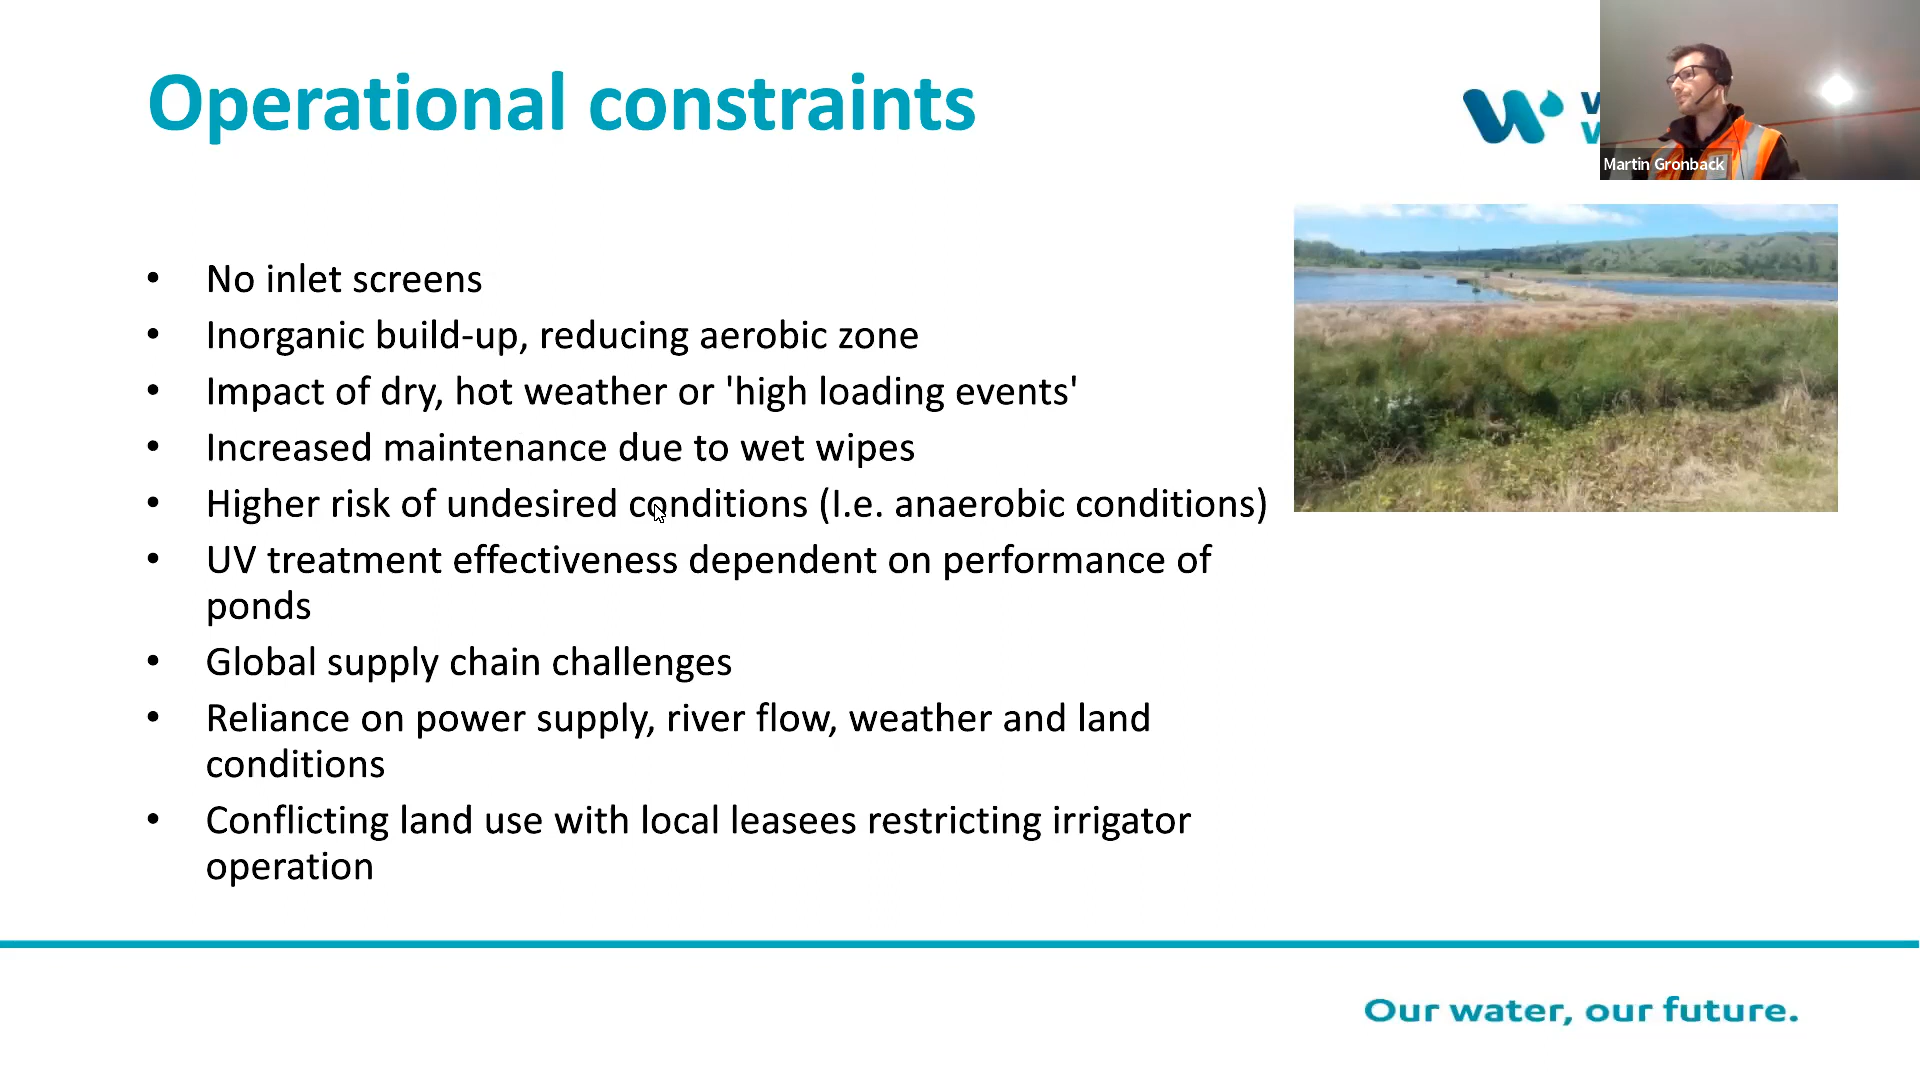 Operational constraints
Martin Gronback
• No inlet screens
• Inorganic build-up, reducing aerobic zone
• Impact of dry, hot weather or 'high loading events'
• Increased maintenance due to wet wipes
• Higher risk of undesired conditions (I.e. anaerobic conditions)
• UV treatment effectiveness dependent on performance of
ponds
• Global supply chain challenges
• Reliance on power supply, river flow, weather and land
conditions
• Conflicting land use with local leasees restricting irrigator
operation
Our water, our future.